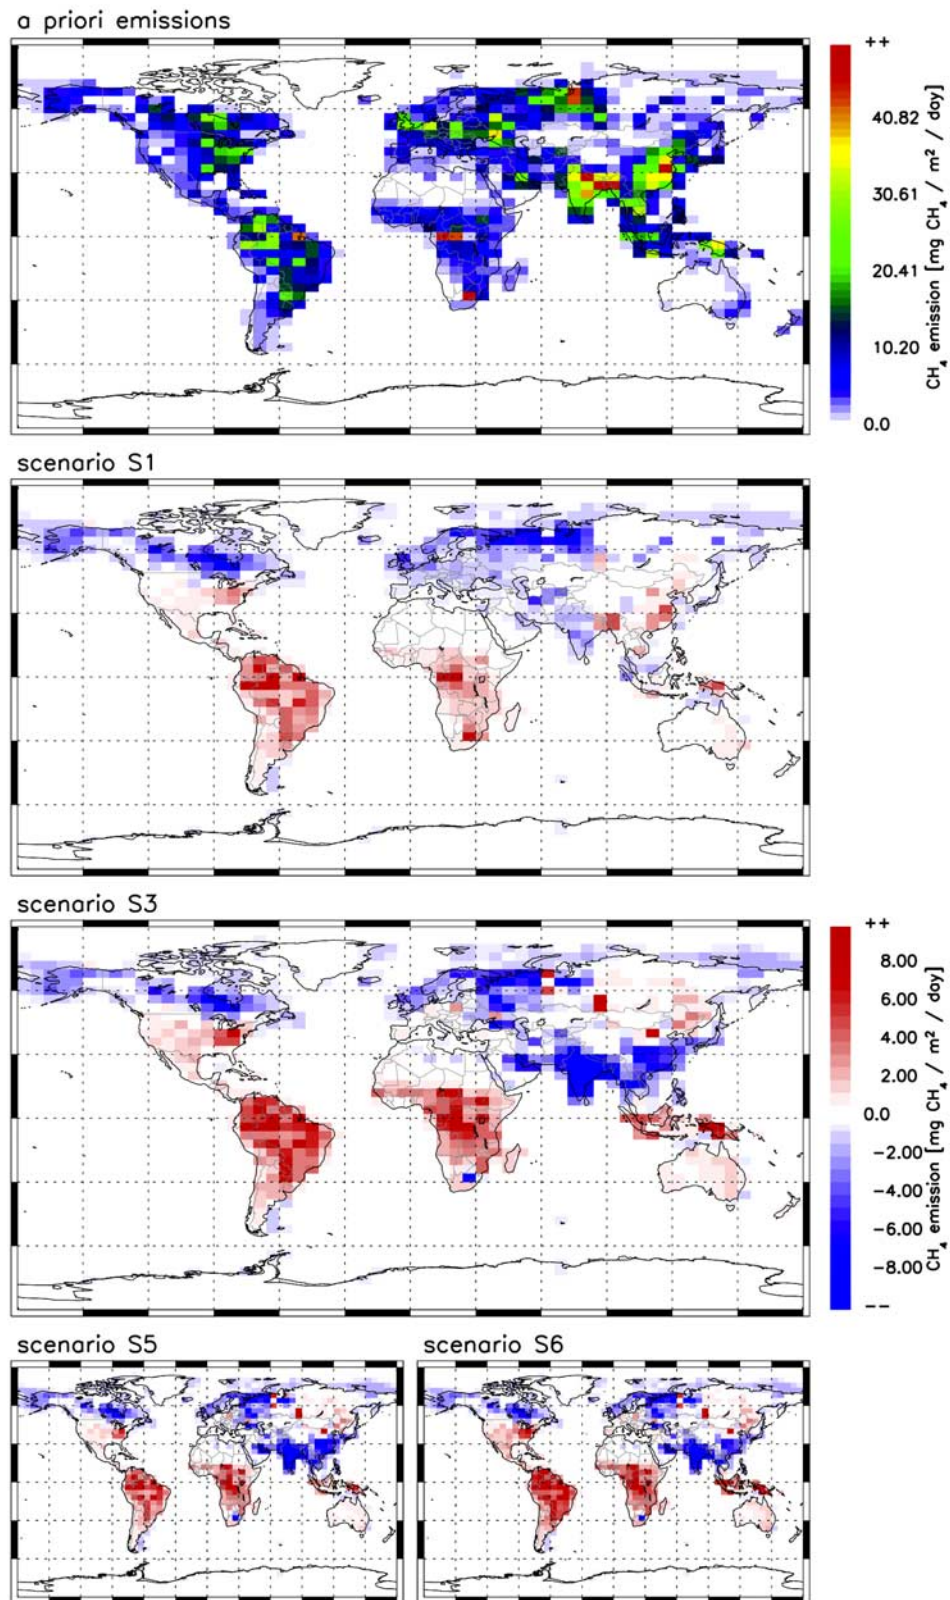 a priori emissions
++
40.82
30.61
20.41
10.20
0.0
CH₄ emission [mg CH₄ / m² / day]
scenario S1
scenario S3
++
8.00
6.00
4.00
2.00
0.0
−2.00
−4.00
−6.00
−8.00
−−
CH₄ emission [mg CH₄ / m² / day]
scenario S5
scenario S6